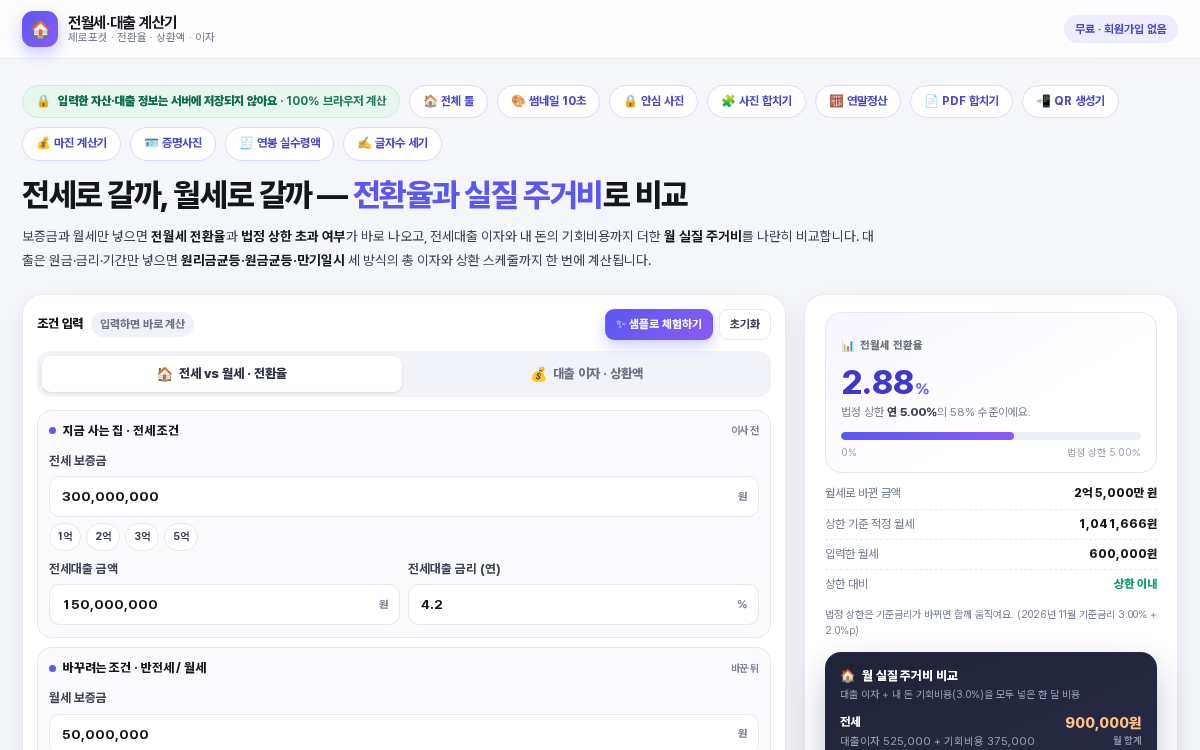 전월세·대출 계산기
제로포켓 · 전환율 · 상환액 · 이자
무료 · 회원가입 없음
입력한 자산·대출 정보는 서버에 저장되지 않아요 · 100% 브라우저 계산
전체 툴
썸네일 10초
안심 사진
사진 합치기
연말정산
PDF 합치기
QR 생성기
마진 계산기
증명사진
연봉 실수령액
글자수 세기
전세로 갈까, 월세로 갈까 — 전환율과 실질 주거비로 비교
보증금과 월세만 넣으면 전월세 전환율과 법정 상한 초과 여부가 바로 나오고, 전세대출 이자와 내 돈의 기회비용까지 더한 월 실질 주거비를 나란히 비교합니다. 대
출은 원금·금리·기간만 넣으면 원리금균등·원금균등·만기일시 세 방식의 총 이자와 상환 스케줄까지 한 번에 계산됩니다.
조건 입력
입력하면 바로 계산
✨ 샘플로 체험하기
초기화
전세 vs 월세 · 전환율
대출 이자 · 상환액
지금 사는 집 · 전세 조건
이사 전
전세 보증금
300,000,000
원
1억
2억
3억
5억
전세대출 금액
전세대출 금리 (연)
150,000,000
원
4.2
%
바꾸려는 조건 · 반전세 / 월세
바꾼 뒤
월세 보증금
50,000,000
원
전월세 전환율
2.88%
법정 상한 연 5.00%의 58% 수준이에요.
0%
법정 상한 5.00%
월세로 바뀐 금액
2억 5,000만 원
상한 기준 적정 월세
1,041,666원
입력한 월세
600,000원
상한 대비
상한 이내
법정 상한은 기준금리가 바뀌면 함께 움직여요. (2026년 11월 기준금리 3.00% +
2.0%p)
월 실질 주거비 비교
대출 이자 + 내 돈 기회비용(3.0%)을 모두 넣은 한 달 비용
전세
900,000원
대출이자 525,000 + 기회비용 375,000
월 합계